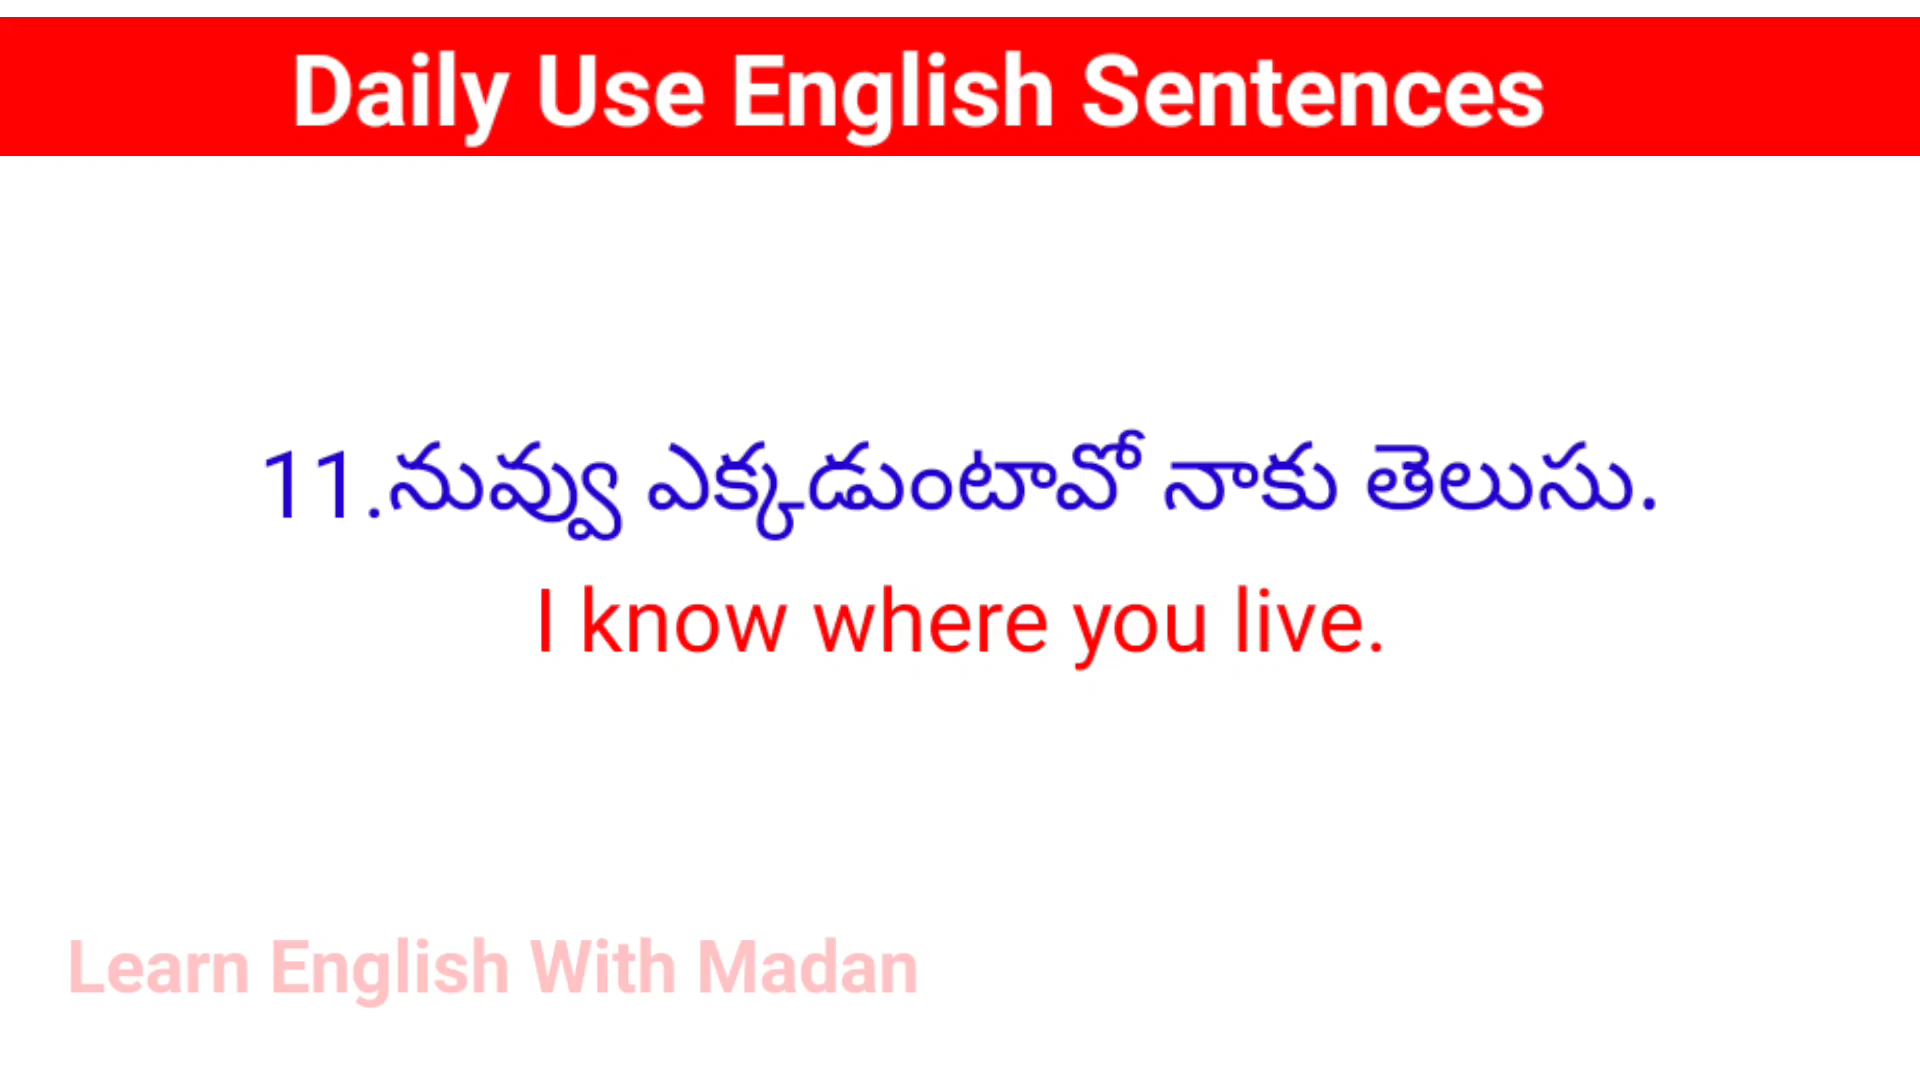 Daily Use English Sentences
11.నువ్వు ఎక్కడుంటావో నాకు తెలుసు.
I know where you live.
Learn English With Madan